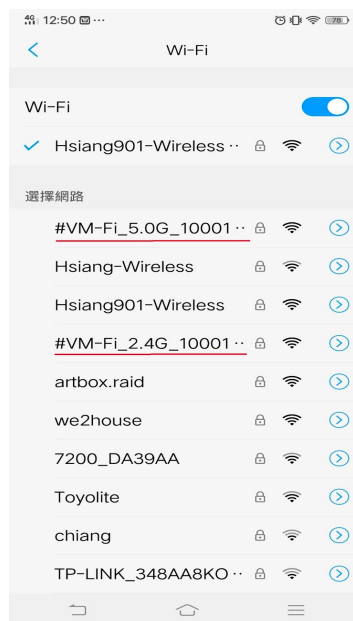 4G 12:50 ··· 78
Wi-Fi
Wi-Fi
Hsiang901-Wireless ··
選擇網路
#VM-Fi_5.0G_10001 ··
Hsiang-Wireless
Hsiang901-Wireless
#VM-Fi_2.4G_10001 ··
artbox.raid
we2house
7200_DA39AA
Toyolite
chiang
TP-LINK_348AA8KO ··